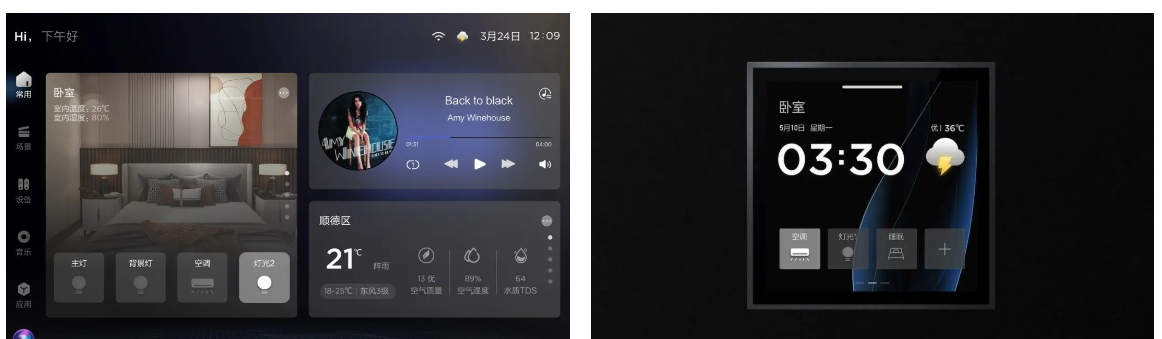 Hi，下午好
3月24日 12:09
常用
场景
设备
音乐
应用
卧室
室内温度：26℃
室内湿度：80%
主灯
背景灯
空调
灯光2
Back to black
Amy Winehouse
01:31
04:00
AMY
WINEHOUSE
顺德区
21℃ 阵雨
18-25℃ 东风3级
13 优
空气质量
89%
空气湿度
64
水质TDS
卧室
5月10日 星期一
优 | 36℃
03:30
空调
灯光
睡眠